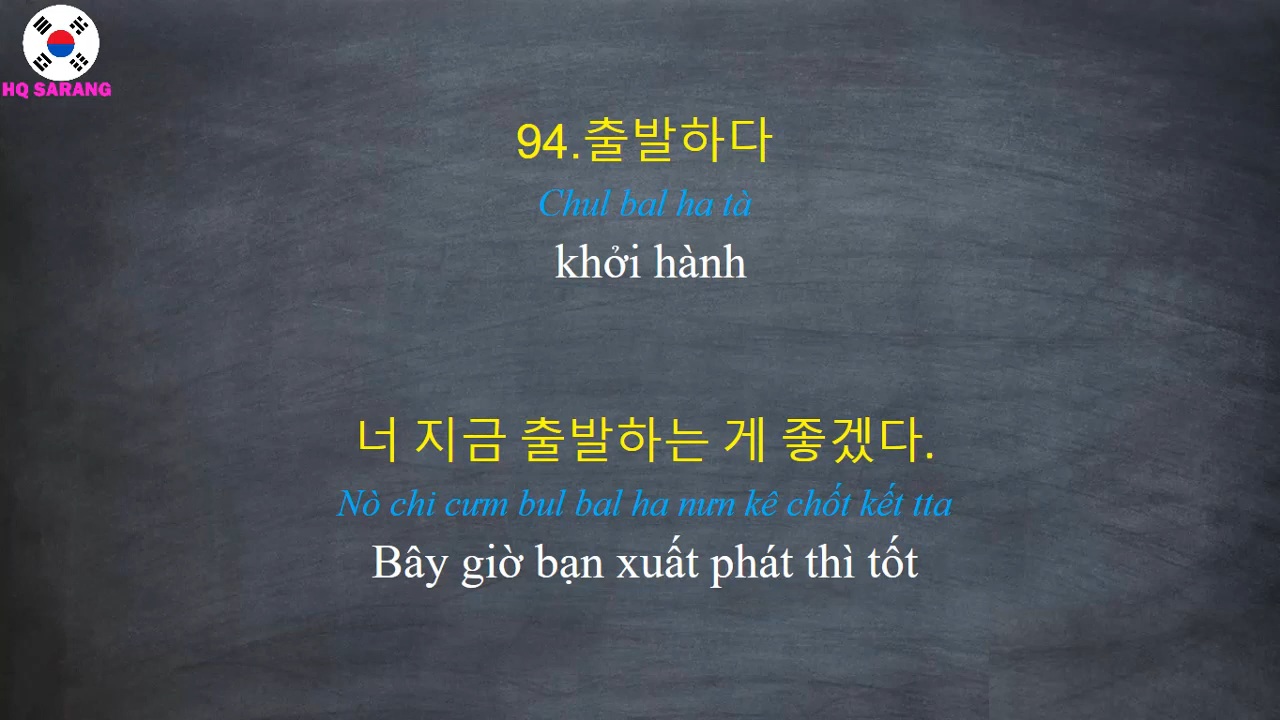 HQ SARANG
94.출발하다
Chul bal ha tà
khởi hành
너 지금 출발하는 게 좋겠다.
Nò chi cưm bul bal ha nưn kê chốt kết tta
Bây giờ bạn xuất phát thì tốt